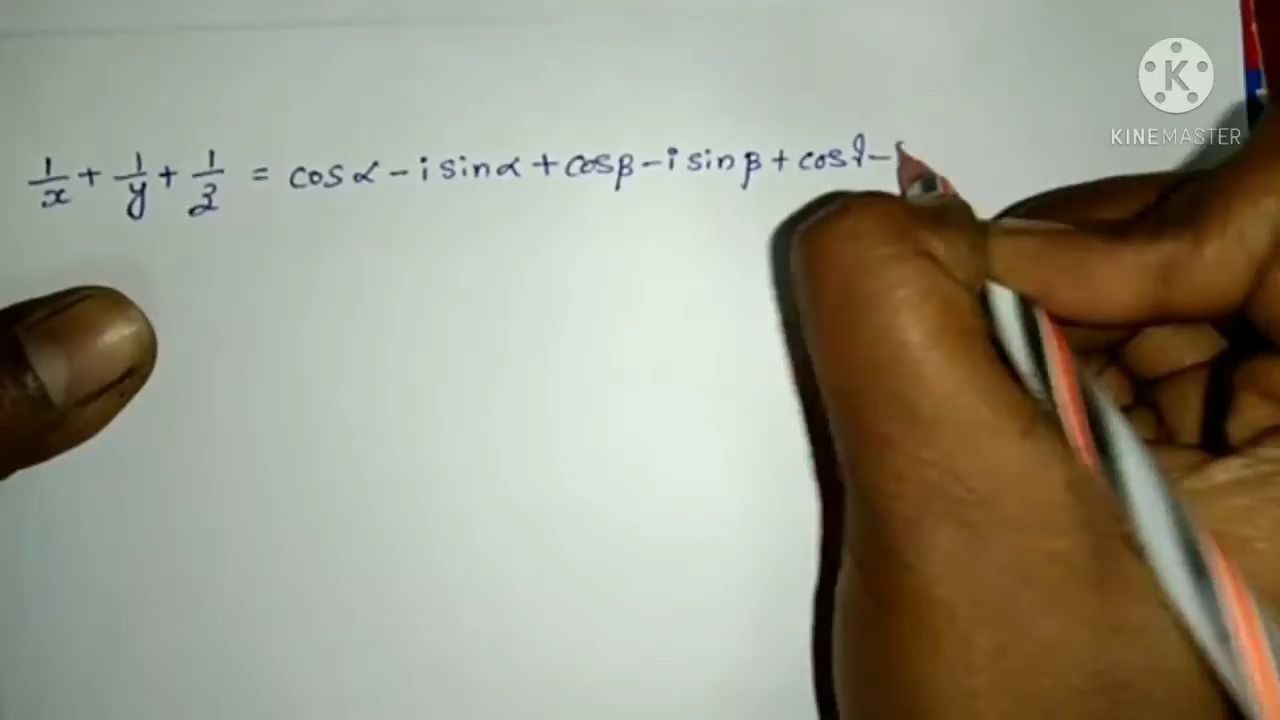 1/x + 1/y + 1/z = cos α - i sin α + cos β - i sin β + cos γ -
K
KINEMASTER